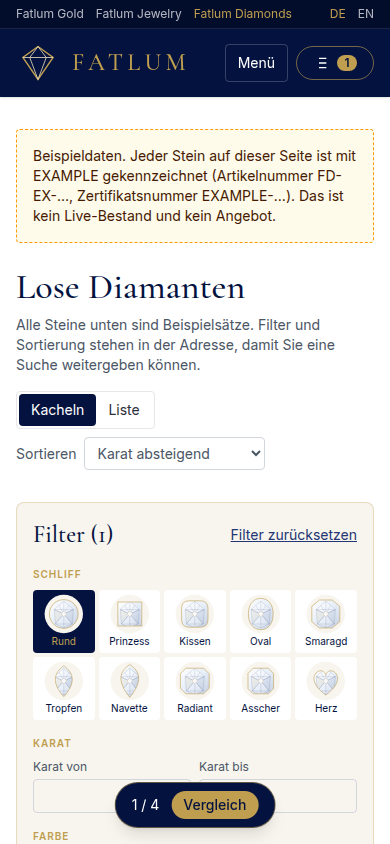 Fatlum Gold Fatlum Jewelry Fatlum Diamonds DE EN
FATLUM Menü 1
Beispieldaten. Jeder Stein auf dieser Seite ist mit
EXAMPLE gekennzeichnet (Artikelnummer FD-
EX-..., Zertifikatsnummer EXAMPLE-...). Das ist
kein Live-Bestand und kein Angebot.
Lose Diamanten
Alle Steine unten sind Beispielsätze. Filter und
Sortierung stehen in der Adresse, damit Sie eine
Suche weitergeben können.
Kacheln Liste
Sortieren Karat absteigend
Filter (1) Filter zurücksetzen
SCHLIFF
Rund Prinzess Kissen Oval Smaragd
Tropfen Navette Radiant Asscher Herz
KARAT
Karat von Karat bis
1 / 4 Vergleich
FARBE